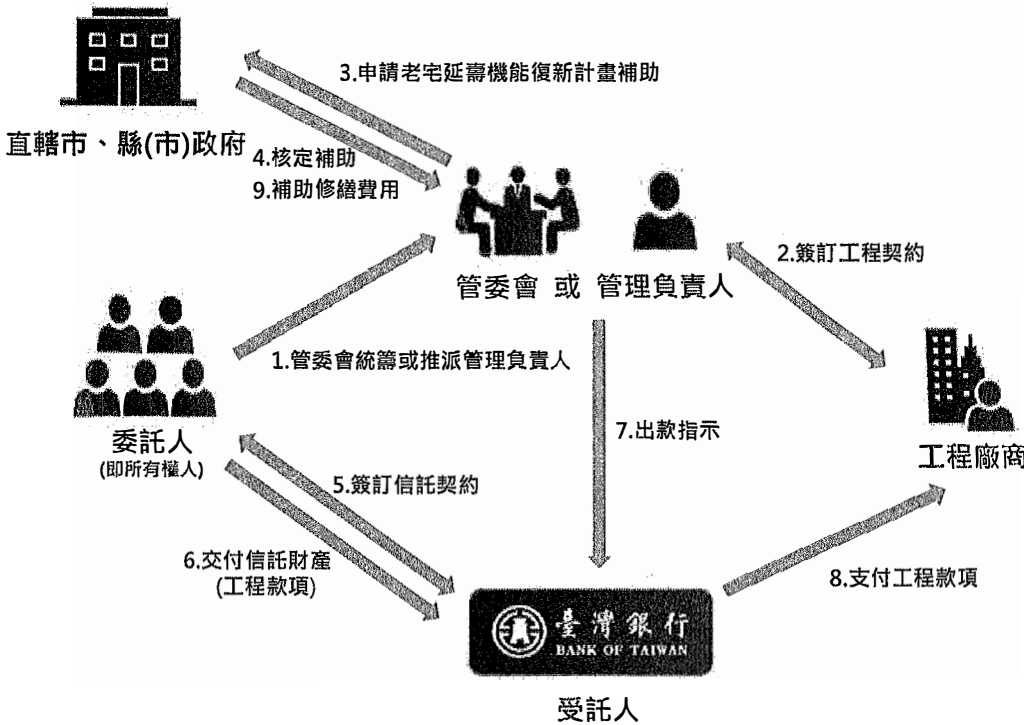 3.申請老宅延壽機能復新計畫補助
直轄市、縣(市)政府
4.核定補助
9.補助修繕費用
2.簽訂工程契約
管委會 或 管理負責人
1.管委會統籌或推派管理負責人
7.出款指示
委託人
(即所有權人)
工程廠商
5.簽訂信託契約
6.交付信託財產
(工程款項)
8.支付工程款項
臺灣銀行
BANK OF TAIWAN
受託人